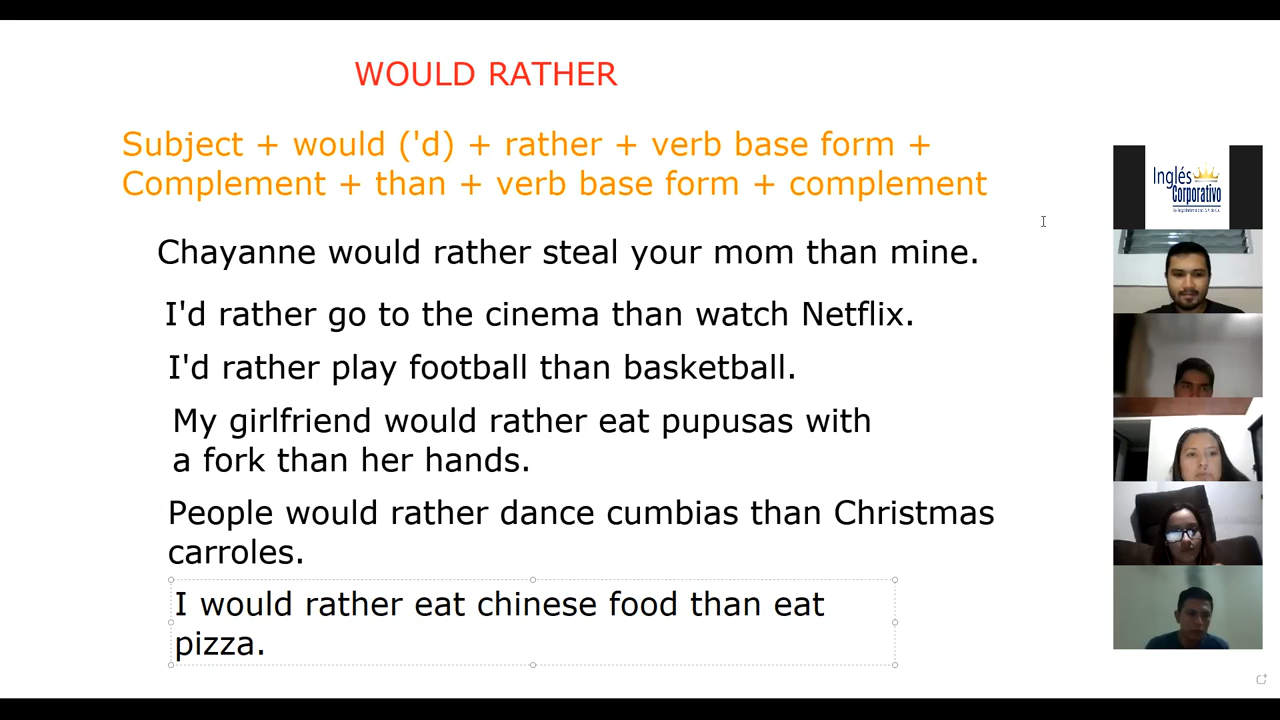 WOULD RATHER
Subject + would ('d) + rather + verb base form +
Complement + than + verb base form + complement
Chayanne would rather steal your mom than mine.
I'd rather go to the cinema than watch Netflix.
I'd rather play football than basketball.
My girlfriend would rather eat pupusas with
a fork than her hands.
People would rather dance cumbias than Christmas
carroles.
I would rather eat chinese food than eat
pizza.
Inglés
Corporativo